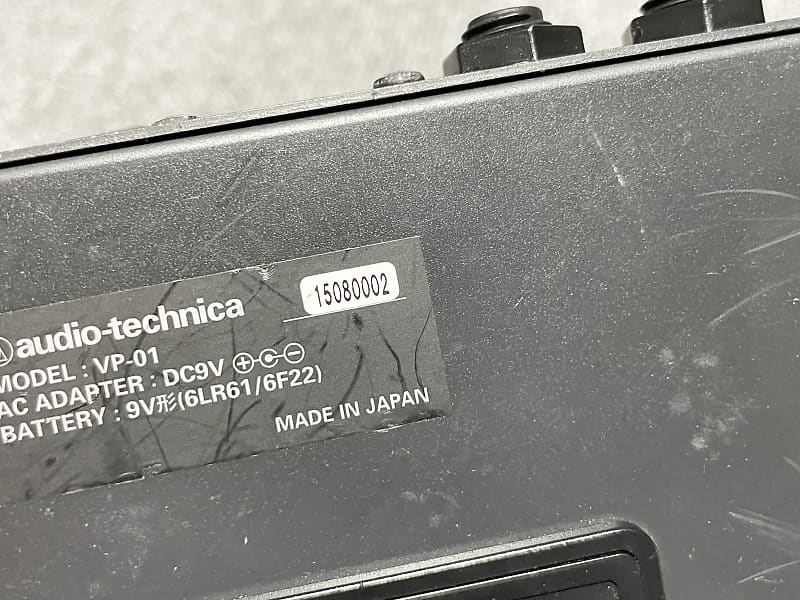 15080002
audio-technica
MODEL : VP-01
AC ADAPTER : DC9V
BATTERY : 9V形(6LR61/6F22)
MADE IN JAPAN